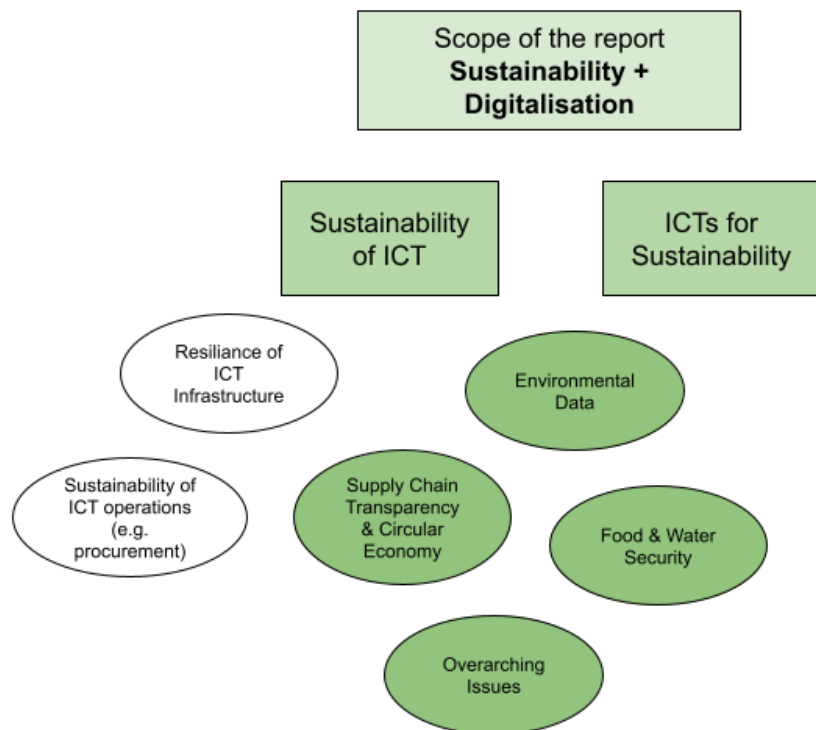 Scope of the report
Sustainability +
Digitalisation
Sustainability
of ICT
ICTs for
Sustainability
Resiliance of
ICT
Infrastructure
Environmental
Data
Sustainability of
ICT operations
(e.g.
procurement)
Supply Chain
Transparency
& Circular
Economy
Food & Water
Security
Overarching
Issues